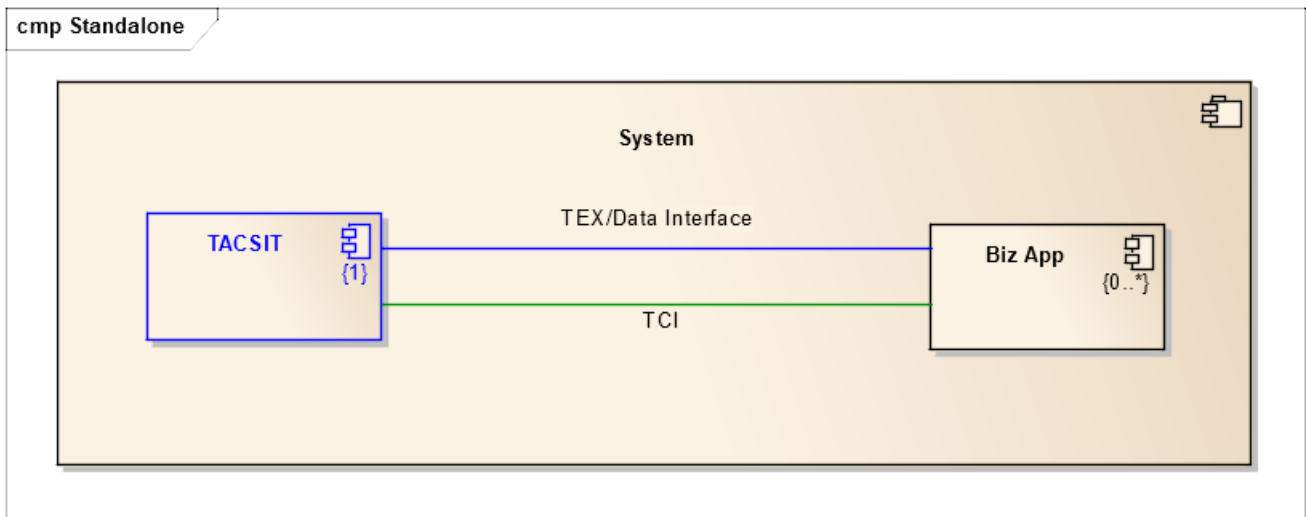 cmp Standalone
System
TEX/Data Interface
TACSIT
{1}
Biz App
{0..*}
TCI